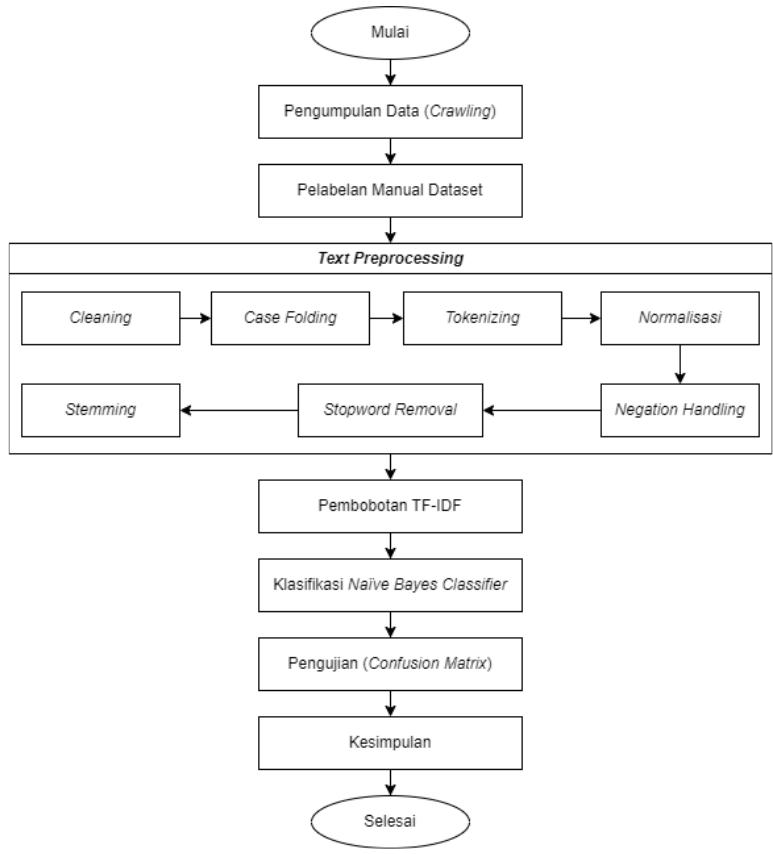 Mulai
Pengumpulan Data (Crawling)
Pelabelan Manual Dataset
Text Preprocessing
Cleaning
Case Folding
Tokenizing
Normalisasi
Negation Handling
Stopword Removal
Stemming
Pembobotan TF-IDF
Klasifikasi Naïve Bayes Classifier
Pengujian (Confusion Matrix)
Kesimpulan
Selesai